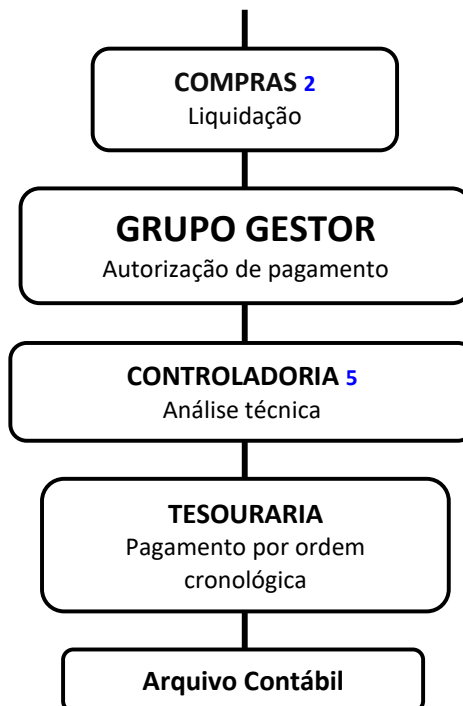 COMPRAS 2
Liquidação
GRUPO GESTOR
Autorização de pagamento
CONTROLADORIA 5
Análise técnica
TESOURARIA
Pagamento por ordem
cronológica
Arquivo Contábil